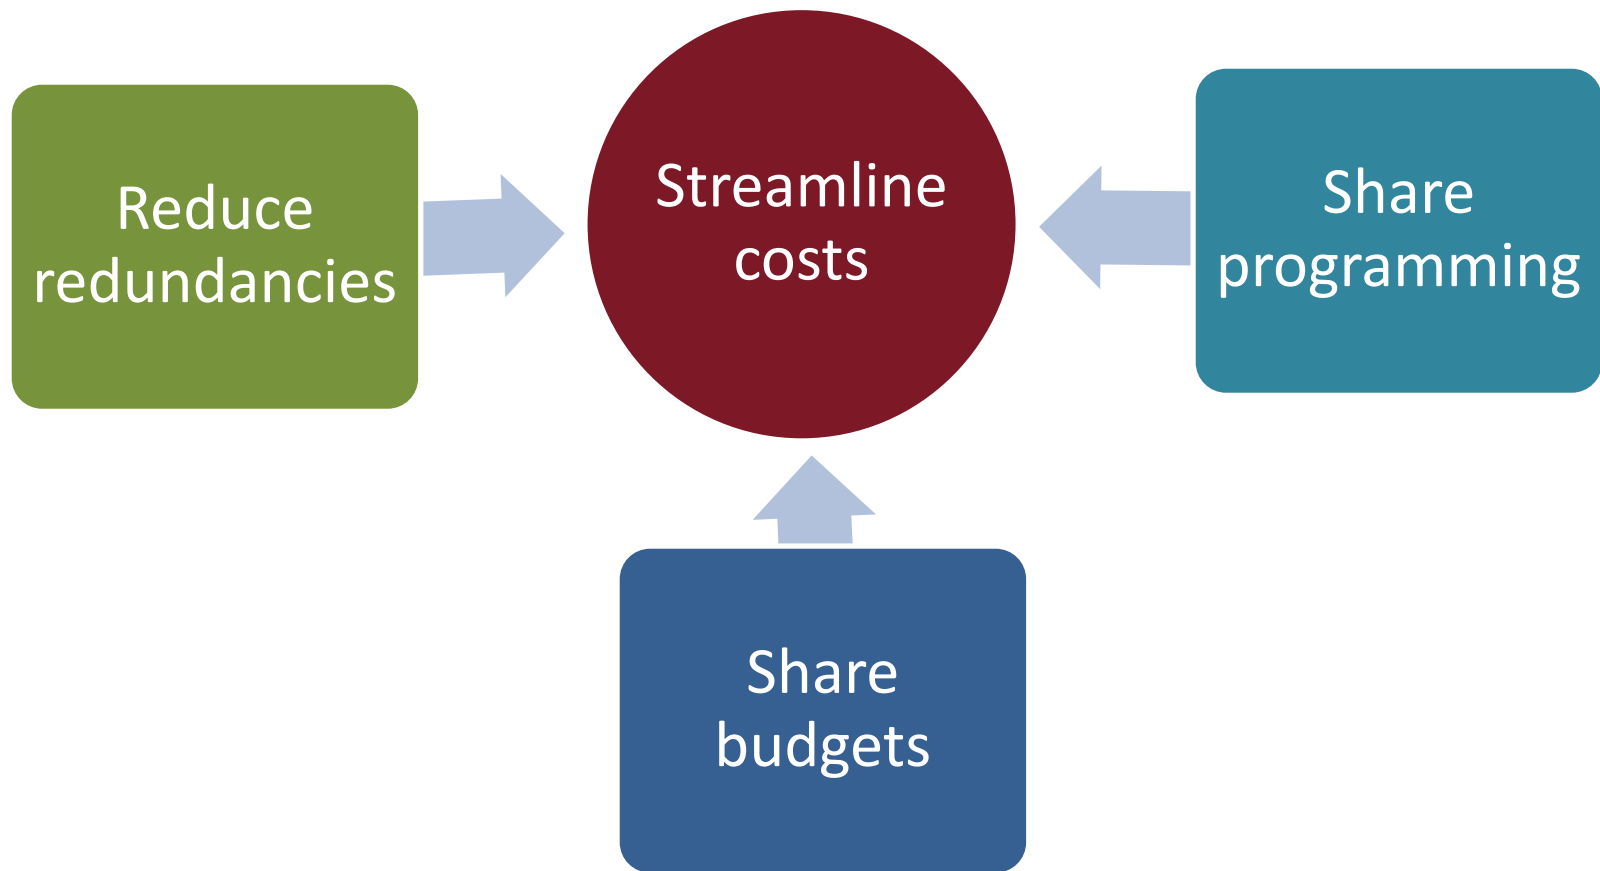 Reduce
redundancies
Streamline
costs
Share
programming
Share
budgets